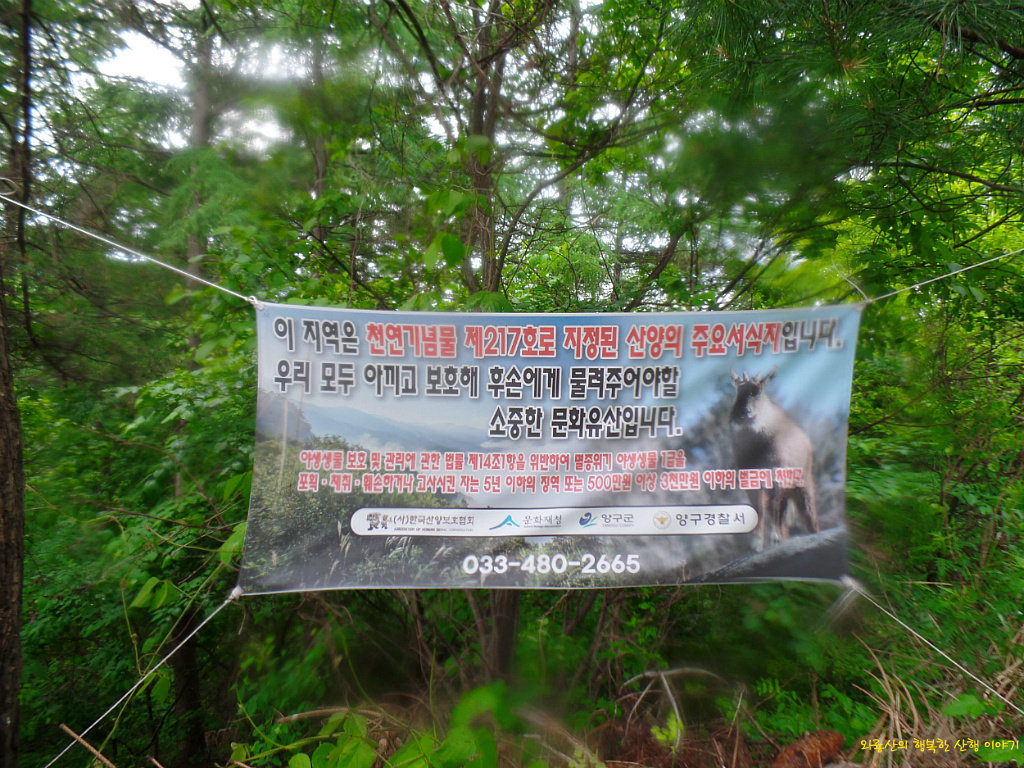 이 지역은 천연기념물 제217호로 지정된 산양의 주요서식지입니다.
우리 모두 아끼고 보호해 후손에게 물려주어야할
소중한 문화유산입니다.
야생생물 보호 및 관리에 관한 법률 제14조1항을 위반하여 멸종위기 야생생물 1급을
포획·채취·훼손하거나 고사시킨 자는 5년 이하의 징역 또는 500만원 이상 3천만원 이하의 벌금에 처한다.
(사)한국산양보호협회 문화재청 양구군 양구경찰서
033-480-2665
와룡산의 행복한 산행 이야기